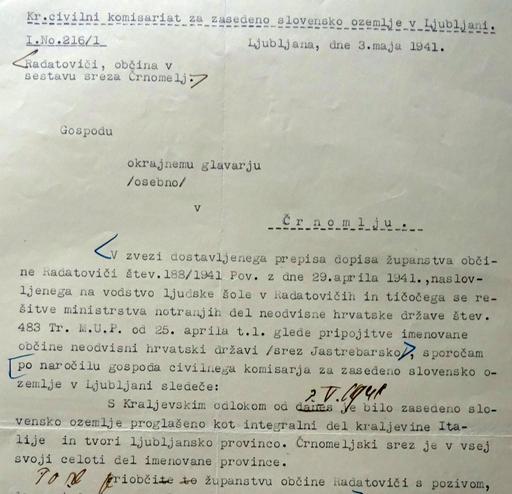 Kr.civilni komisariat za zasedeno slovensko ozemlje v Ljubljani.
I.No.216/1 Ljubljana, dne 3.maja 1941.
Radatoviči, občina v
sestavu sreza Črnomelj.
Gospodu
okrajnemu glavarju
/osebno/
v
Črnomlju.
V zvezi dostavljenega prepisa dopisa županstva obči-
ne Radatoviči štev.188/1941 Pov. z dne 29.aprila 1941.,naslov-
ljenega na vodstvo ljudske šole v Radatovičih in tičočega se re-
šitve ministrstva notranjih del neodvisne hrvatske države štev.
483 Tr. M.U.P. od 25. aprila t.l. glede pripojitve imenovane
občine neodvisni hrvatski državi /srez Jastrebarsko/, sporočam
po naročilu gospoda civilnega komisarja za zasedeno slovensko o-
zemlje v Ljubljani sledeče:
3.V.1941
S Kraljevskim odlokom od danes je bilo zasedeno slo-
vensko ozemlje proglašeno kot integralni del kraljevine Ita-
lije in tvori ljubljansko provinco. Črnomeljski srez je v vsej
svoji celoti del imenovane province.
priobčite to županstvu občine Radatoviči s pozivom,